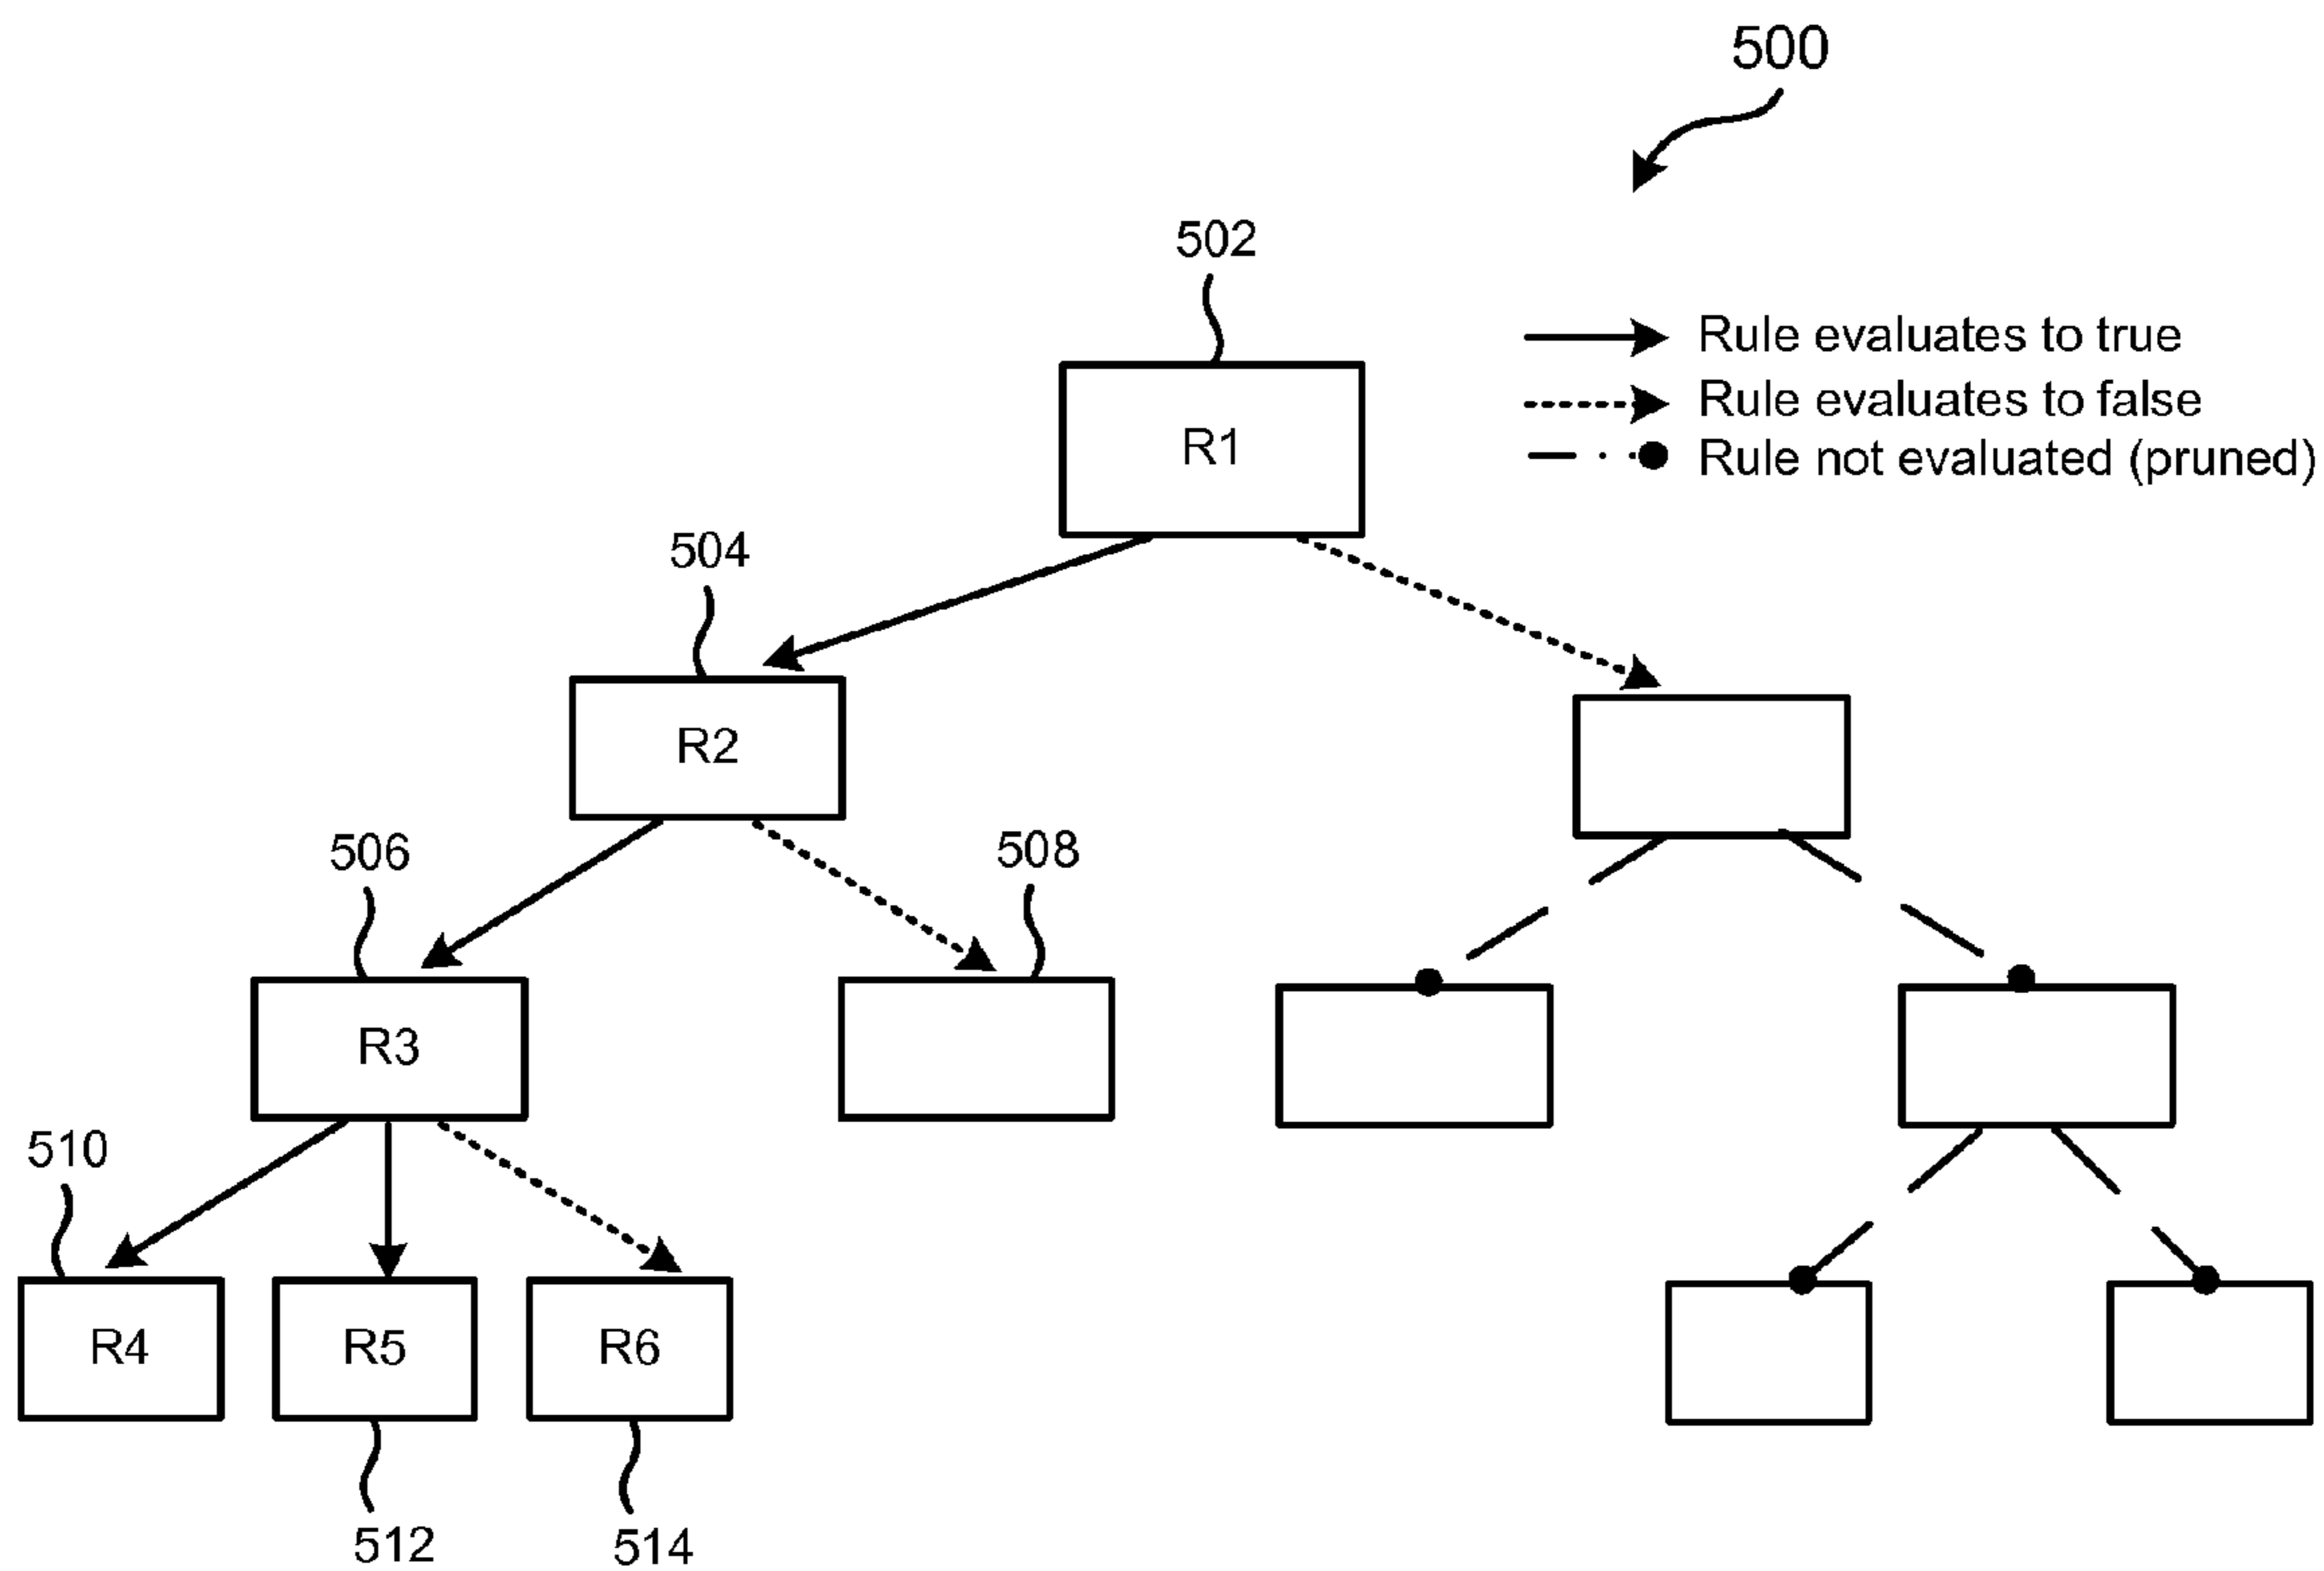 500
502
Rule evaluates to true
Rule evaluates to false
Rule not evaluated (pruned)
R1
504
R2
506
508
R3
510
R4
R5
R6
512
514